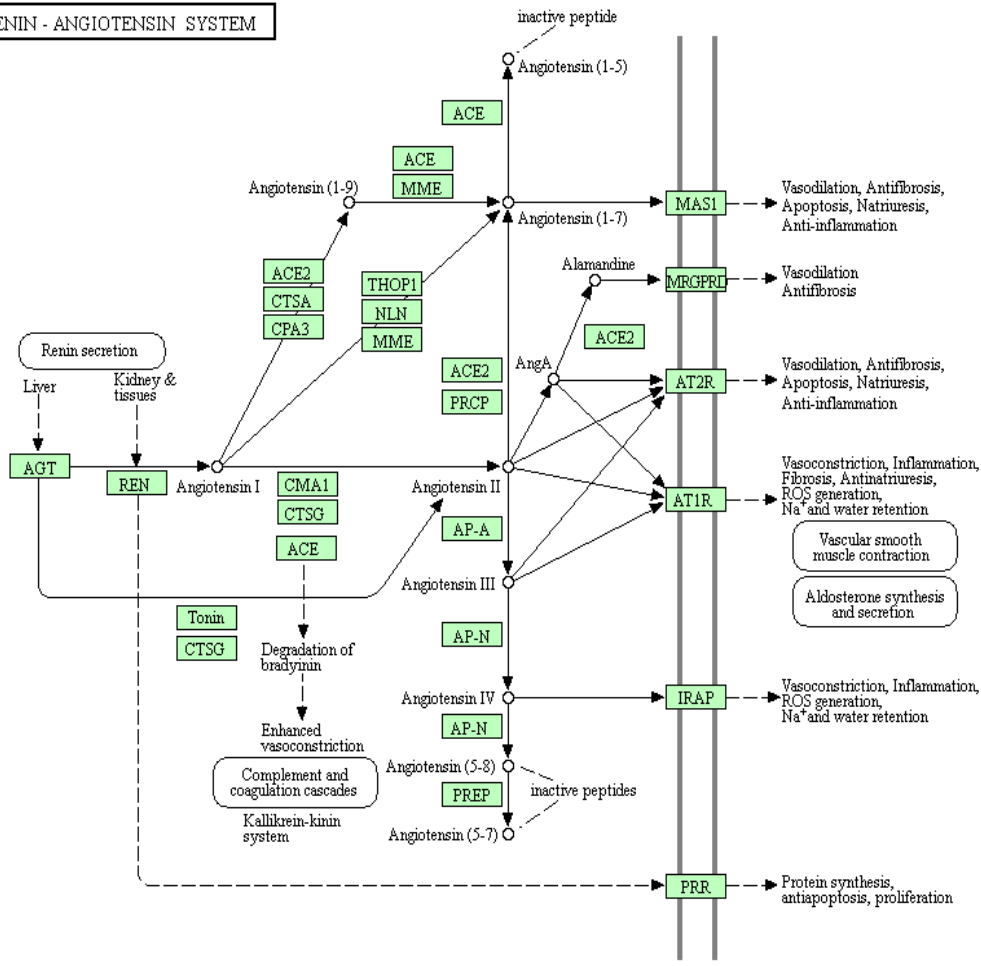 ENIN - ANGIOTENSIN SYSTEM
inactive peptide
Angiotensin (1-5)
ACE
ACE
MME
Angiotensin (1-9)
Angiotensin (1-7)
MAS1
Vasodilation, Antifibrosis,
Apoptosis, Natriuresis,
Anti-inflammation
ACE2
CTSA
CPA3
THOP1
NLN
MME
Alamandine
MRGPRD
Vasodilation
Antifibrosis
ACE2
Renin secretion
Liver
Kidney &
tissues
ACE2
PRCP
AngA
AT2R
Vasodilation, Antifibrosis,
Apoptosis, Natriuresis,
Anti-inflammation
AGT
REN
Angiotensin I
CMA1
CTSG
ACE
Angiotensin II
AP-A
AT1R
Vasoconstriction, Inflammation,
Fibrosis, Antinatriuresis,
ROS generation,
Na+and water retention
Vascular smooth
muscle contraction
Aldosterone synthesis
and secretion
Angiotensin III
Tonin
CTSG
Degradation of
bradyinin
AP-N
Angiotensin IV
IRAP
Vasoconstriction, Inflammation,
ROS generation,
Na+and water retention
Enhanced
vasoconstriction
AP-N
Complement and
coagulation cascades
Kallikrein-kinin
system
Angiotensin (5-8)
PREP
inactive peptides
Angiotensin (5-7)
PRR
Protein synthesis,
antiapoptosis, proliferation